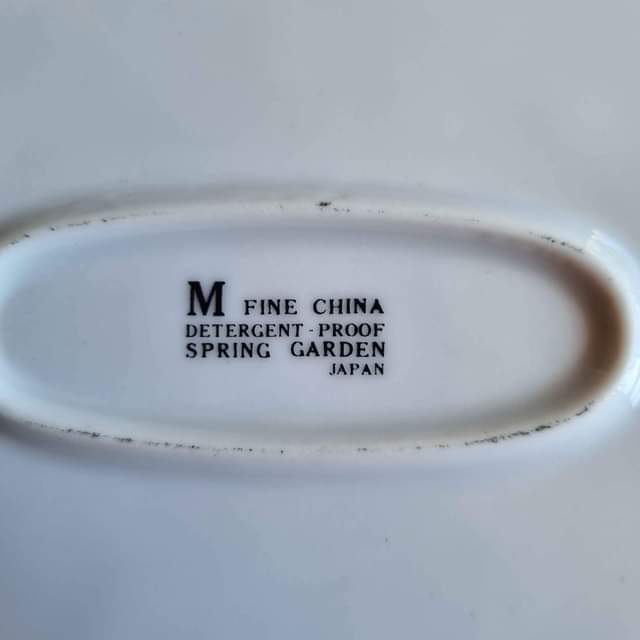 M FINE CHINA
DETERGENT-PROOF
SPRING GARDEN
JAPAN